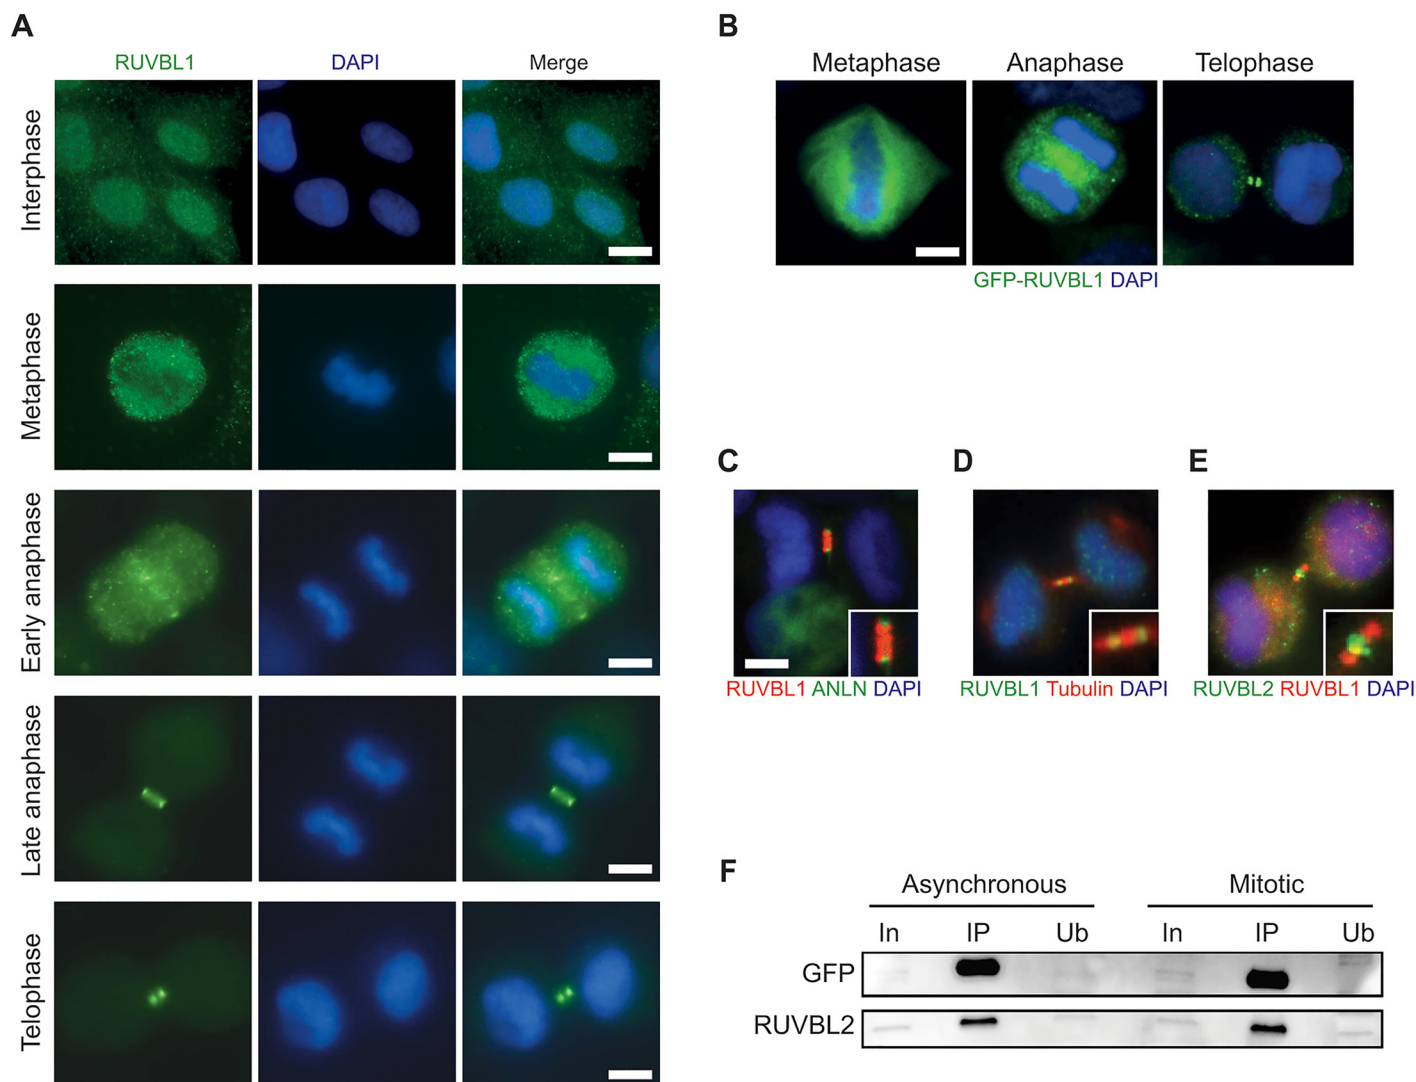 A
RUVBL1 DAPI Merge
Interphase
Metaphase
Early anaphase
Late anaphase
Telophase
B
Metaphase Anaphase Telophase
GFP-RUVBL1 DAPI
C
RUVBL1 ANLN DAPI
D
RUVBL1 Tubulin DAPI
E
RUVBL2 RUVBL1 DAPI
F
Asynchronous Mitotic
In IP Ub In IP Ub
GFP
RUVBL2